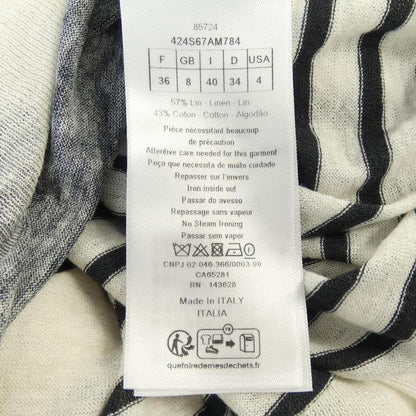 85724
424S67AM784
F GB I D USA
36 8 40 34 4
57% Lin - Linen - Lin
43% Coton - Cotton - Algodão
Pièce nécessitant beaucoup
de précaution
Attentive care needed for this garment
Peça que necessita de muito cuidado
Repasser sur l'envers
Iron inside out
Passar do avesso
Repassage sans vapeur
No Steam Ironing
Passar sem vapor
CNPJ 02-046-366/0003-99
CA65281
RN : 143628
Made In ITALY
ITALIA
FR
quefairedemesdechets.fr